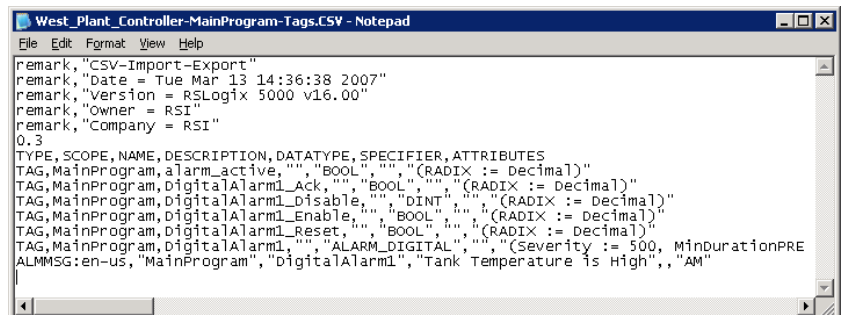 West_Plant_Controller-MainProgram-Tags.CSV - Notepad
File Edit Format View Help
remark,"CSV-Import-Export"
remark,"Date = Tue Mar 13 14:36:38 2007"
remark,"Version = RSLogix 5000 v16.00"
remark,"Owner = RSI"
remark,"Company = RSI"
0.3
TYPE,SCOPE,NAME,DESCRIPTION,DATATYPE,SPECIFIER,ATTRIBUTES
TAG,MainProgram,alarm_active,"","BOOL","","(RADIX := Decimal)"
TAG,MainProgram,DigitalAlarm1_Ack,"","BOOL","","(RADIX := Decimal)"
TAG,MainProgram,DigitalAlarm1_Disable,"","DINT","","(RADIX := Decimal)"
TAG,MainProgram,DigitalAlarm1_Enable,"","BOOL","","(RADIX := Decimal)"
TAG,MainProgram,DigitalAlarm1_Reset,"","BOOL","","(RADIX := Decimal)"
TAG,MainProgram,DigitalAlarm1,"","ALARM_DIGITAL","","(Severity := 500, MinDurationPRE
ALMMSG:en-us,"MainProgram","DigitalAlarm1","Tank Temperature is High",,"AM"